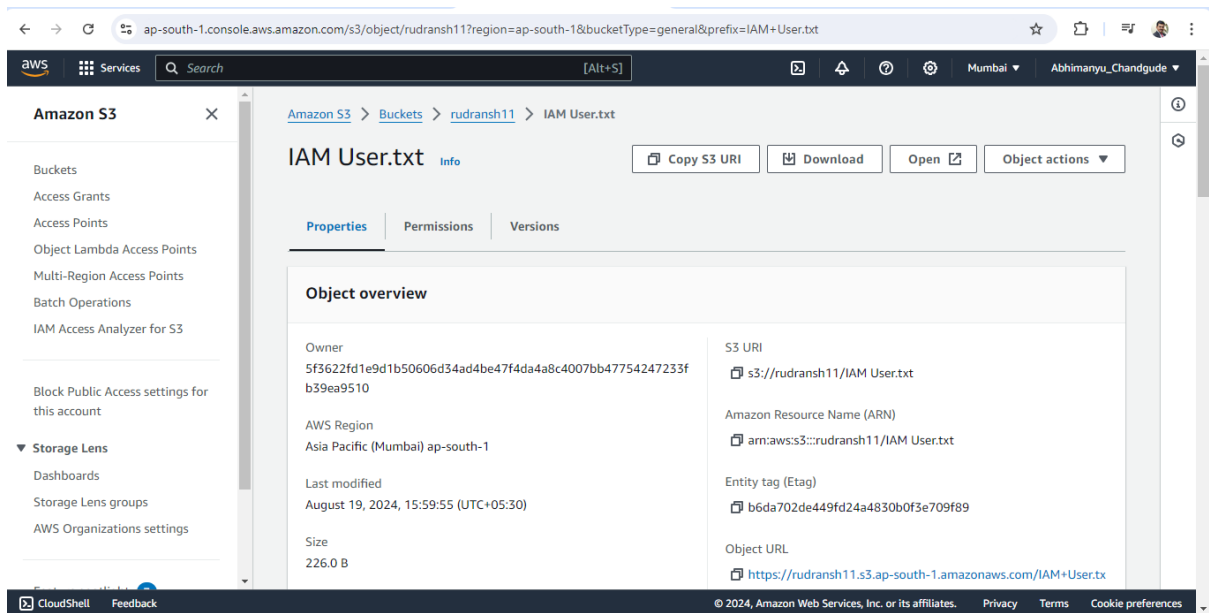 ap-south-1.console.aws.amazon.com/s3/object/rudransh11?region=ap-south-1&bucketType=general&prefix=IAM+User.txt
aws Services Search [Alt+S] Mumbai Abhimanyu_Chandgude
Amazon S3
Buckets
Access Grants
Access Points
Object Lambda Access Points
Multi-Region Access Points
Batch Operations
IAM Access Analyzer for S3
Block Public Access settings for
this account
Storage Lens
Dashboards
Storage Lens groups
AWS Organizations settings
Amazon S3 > Buckets > rudransh11 > IAM User.txt
IAM User.txt Info
Copy S3 URI Download Open Object actions
Properties Permissions Versions
Object overview
Owner
5f3622fd1e9d1b50606d34ad4be47f4da4a8c4007bb47754247233f
b39ea9510
AWS Region
Asia Pacific (Mumbai) ap-south-1
Last modified
August 19, 2024, 15:59:55 (UTC+05:30)
Size
226.0 B
S3 URI
s3://rudransh11/IAM User.txt
Amazon Resource Name (ARN)
arn:aws:s3:::rudransh11/IAM User.txt
Entity tag (Etag)
b6da702de449fd24a4830b0f3e709f89
Object URL
https://rudransh11.s3.ap-south-1.amazonaws.com/IAM+User.tx
CloudShell Feedback © 2024, Amazon Web Services, Inc. or its affiliates. Privacy Terms Cookie preferences